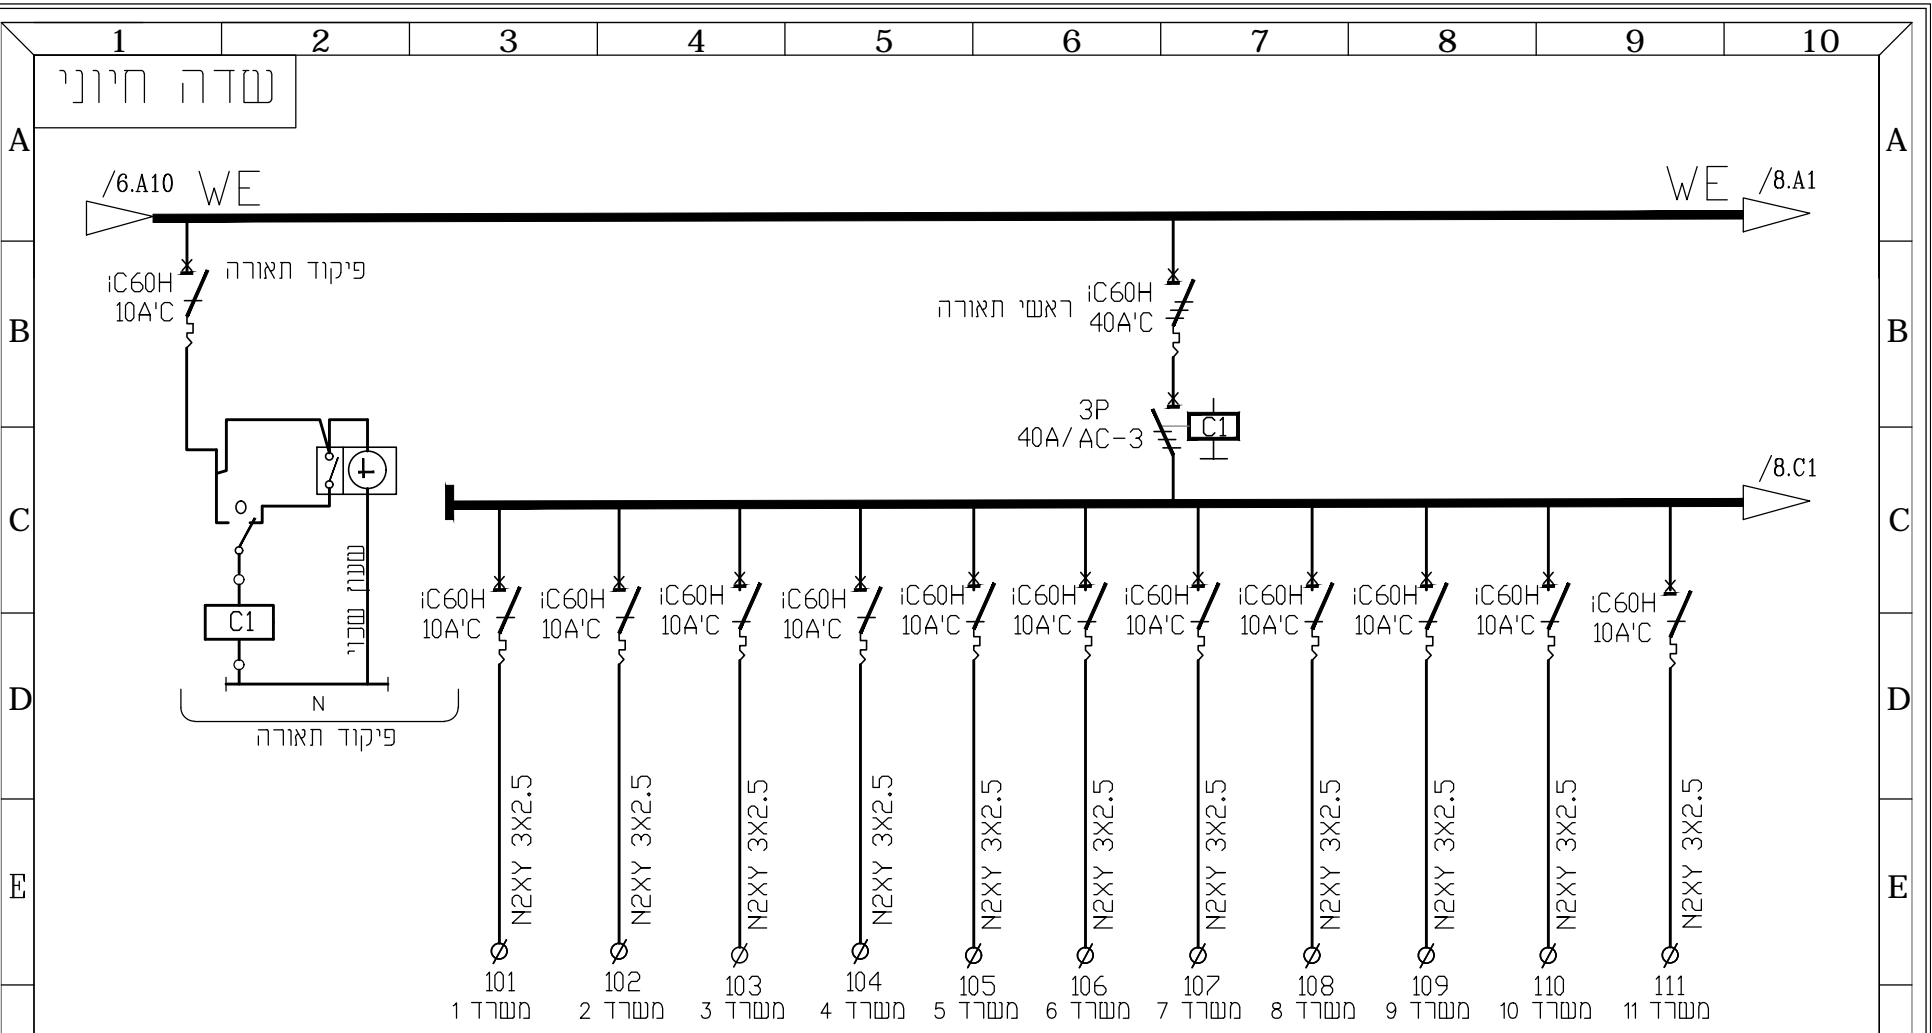 1 2 3 4 5 6 7 8 9 10
שדה חיוני
A A
/6.A10 WE WE /8.A1
iC60H
10A'C
פיקוד תאורה
ראשי תאורה
iC60H
40A'C
B B
3P
40A/AC-3
C1
/8.C1
C C
O
שעון שבוי
C1
N
פיקוד תאורה
iC60H
10A'C
iC60H
10A'C
iC60H
10A'C
iC60H
10A'C
iC60H
10A'C
iC60H
10A'C
iC60H
10A'C
iC60H
10A'C
iC60H
10A'C
iC60H
10A'C
iC60H
10A'C
D D
N2XY 3X2.5
N2XY 3X2.5
N2XY 3X2.5
N2XY 3X2.5
N2XY 3X2.5
N2XY 3X2.5
N2XY 3X2.5
N2XY 3X2.5
N2XY 3X2.5
N2XY 3X2.5
N2XY 3X2.5
E E
101
משרד 1
102
משרד 2
103
משרד 3
104
משרד 4
105
משרד 5
106
משרד 6
107
משרד 7
108
משרד 8
109
משרד 9
110
משרד 10
111
משרד 11